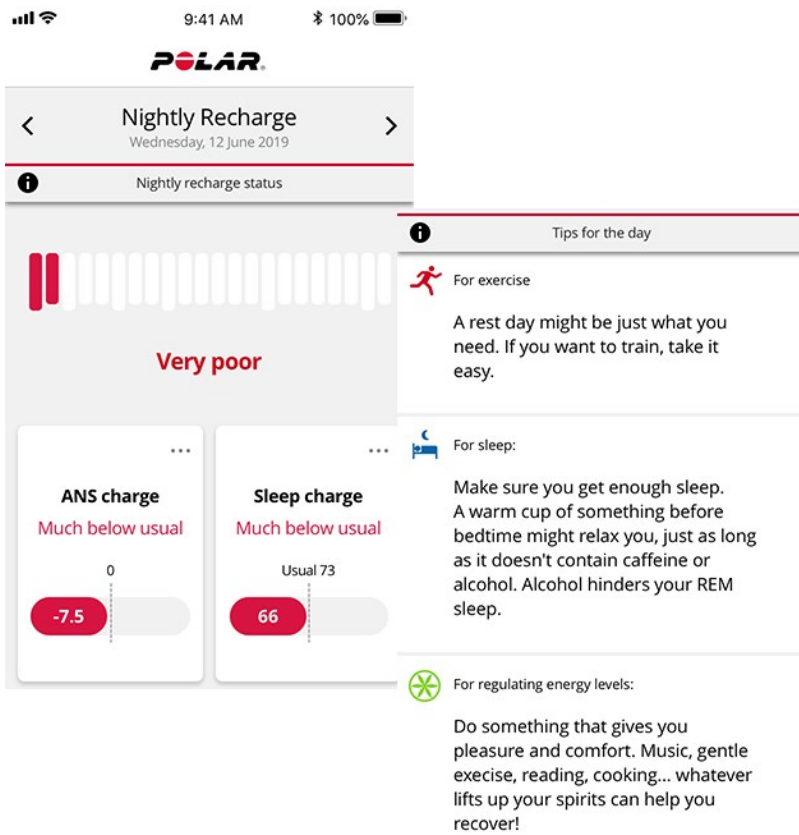 9:41 AM
100%
POLAR
Nightly Recharge
Wednesday, 12 June 2019
Nightly recharge status
Very poor
ANS charge
Much below usual
0
-7.5
Sleep charge
Much below usual
Usual 73
66
Tips for the day
For exercise
A rest day might be just what you
need. If you want to train, take it
easy.
For sleep:
Make sure you get enough sleep.
A warm cup of something before
bedtime might relax you, just as long
as it doesn't contain caffeine or
alcohol. Alcohol hinders your REM
sleep.
For regulating energy levels:
Do something that gives you
pleasure and comfort. Music, gentle
execise, reading, cooking... whatever
lifts up your spirits can help you
recover!